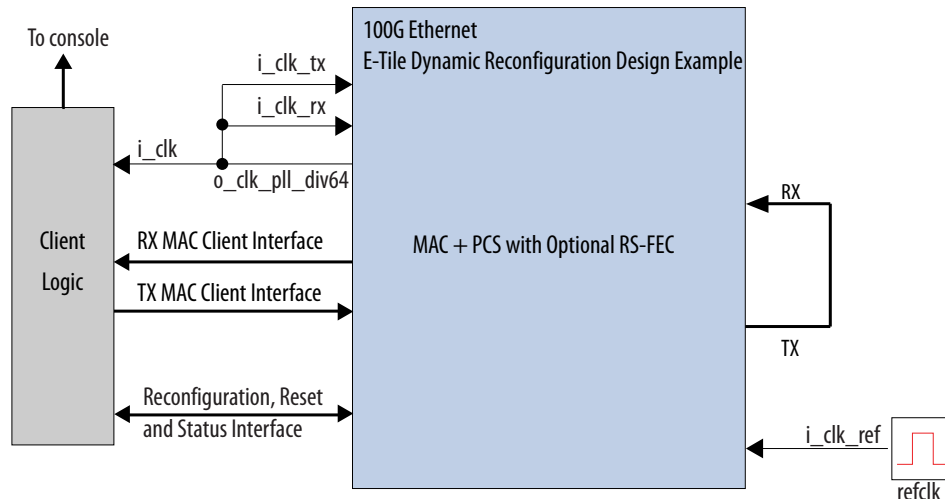 To console
100G Ethernet
E-Tile Dynamic Reconfiguration Design Example
i_clk_tx
i_clk_rx
i_clk
o_clk_pll_div64
Client
Logic
RX MAC Client Interface
TX MAC Client Interface
MAC + PCS with Optional RS-FEC
RX
TX
Reconfiguration, Reset
and Status Interface
i_clk_ref
refclk